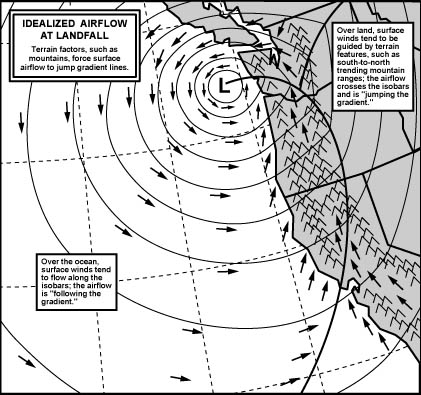 IDEALIZED AIRFLOW
AT LANDFALL
Terrain factors, such as
mountains, force surface
airflow to jump gradient lines.
Over land, surface
winds tend to be
guided by terrain
features, such as
south-to-north
trending mountain
ranges; the airflow
crosses the isobars
and is "jumping the
gradient."
L
Over the ocean,
surface winds tend
to flow along the
isobars; the airflow
is "following the
gradient."